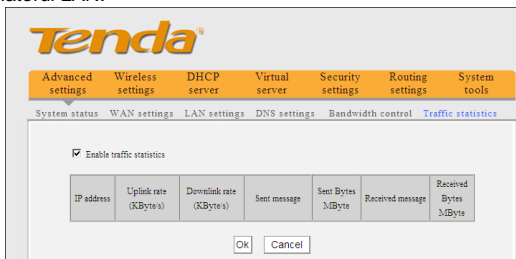 Tenda®
Advanced settings Wireless settings DHCP server Virtual server Security settings Routing settings System tools
System status WAN settings LAN settings DNS settings Bandwidth control Traffic statistics
Enable traffic statistics
IP address Uplink rate (KByte/s) Downlink rate (KByte/s) Sent message Sent Bytes MByte Received message Received Bytes MByte
Ok Cancel